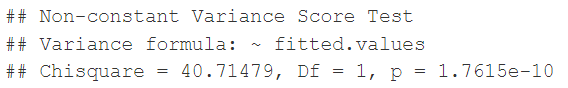 ## Non-constant Variance Score Test
## Variance formula: ~ fitted.values
## Chisquare = 40.71479, Df = 1, p = 1.7615e-10